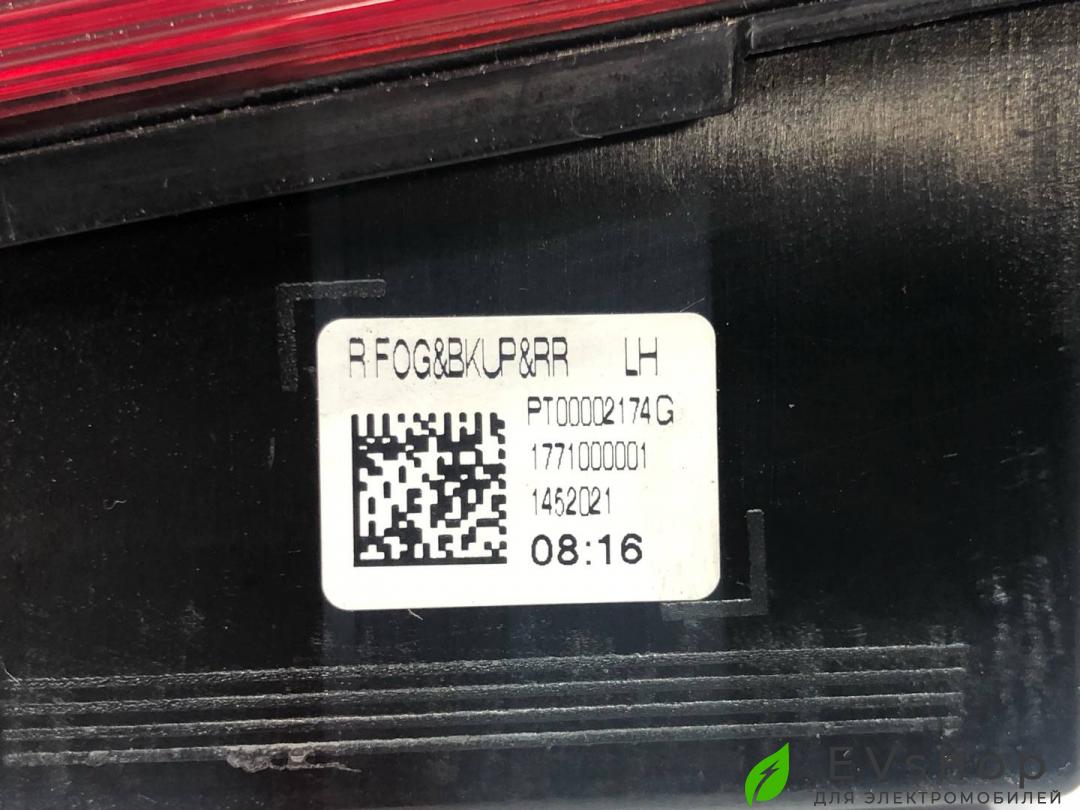 R FOG&BKUP&RR LH
PT00002174G
1771000001
1452021
08:16
EVshop
ДЛЯ ЭЛЕКТРОМОБИЛЕЙ